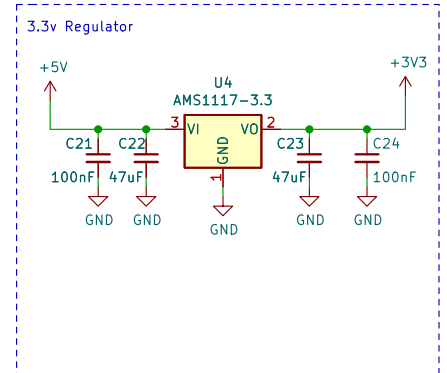 3.3v Regulator
+5V
+3V3
U4
AMS1117-3.3
3 VI VO 2
GND
1
C21 C22 C23 C24
100nF 47uF 47uF 100nF
GND GND GND GND GND